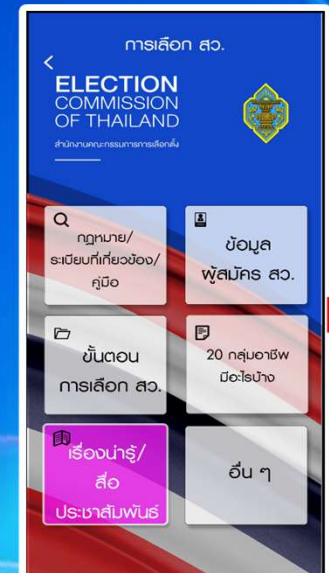 การเลือก สว.
<
ELECTION
COMMISSION
OF THAILAND
สำนักงานคณะกรรมการการเลือกตั้ง
กฎหมาย/
ระเบียบที่เกี่ยวข้อง/
คู่มือ
ข้อมูล
ผู้สมัคร สว.
ขั้นตอน
การเลือก สว.
20 กลุ่มอาชีพ
มีอะไรบ้าง
เรื่องน่ารู้/
สื่อ
ประชาสัมพันธ์
อื่น ๆ